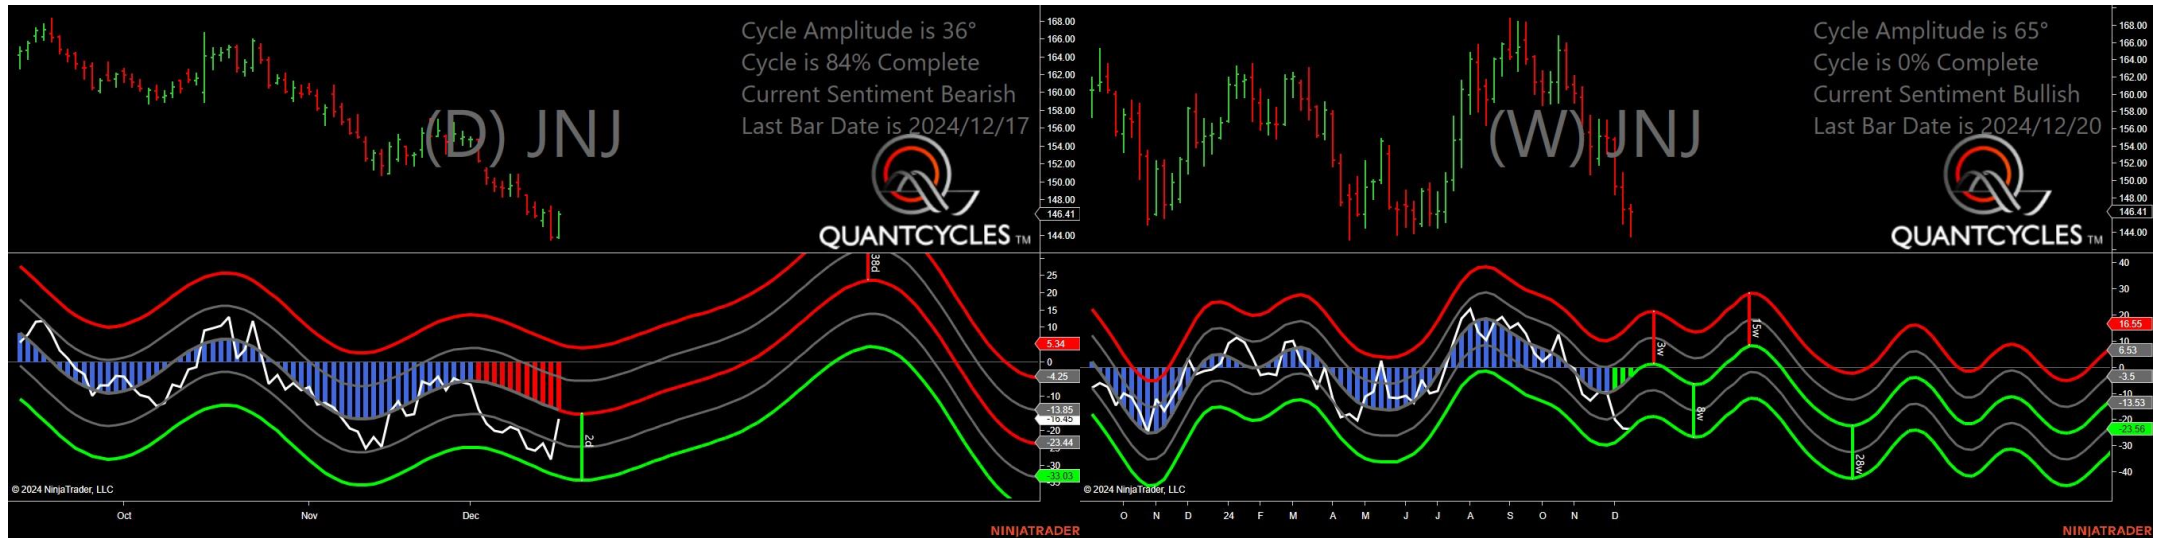 Cycle Amplitude is 36°
Cycle is 84% Complete
Current Sentiment Bearish
Last Bar Date is 2024/12/17
(D) JNJ
QUANTCYCLES TM
168.00
166.00
164.00
162.00
160.00
158.00
156.00
154.00
152.00
150.00
148.00
146.41
144.00
38d
2d
25
20
15
10
5.34
0
-4.25
-10
-13.85
-16.45
-20
-23.44
-30
-33.03
© 2024 NinjaTrader, LLC
Oct Nov Dec
NINJATRADER
Cycle Amplitude is 65°
Cycle is 0% Complete
Current Sentiment Bullish
Last Bar Date is 2024/12/20
(W) JNJ
QUANTCYCLES TM
168.00
166.00
164.00
162.00
160.00
158.00
156.00
154.00
152.00
150.00
148.00
146.41
144.00
3w
15w
8w
28w
40
30
20
16.55
6.53
0
-3.5
-13.53
-20
-23.56
-30
-40
© 2024 NinjaTrader, LLC
O N D 24 F M A M J J A S O N D
NINJATRADER